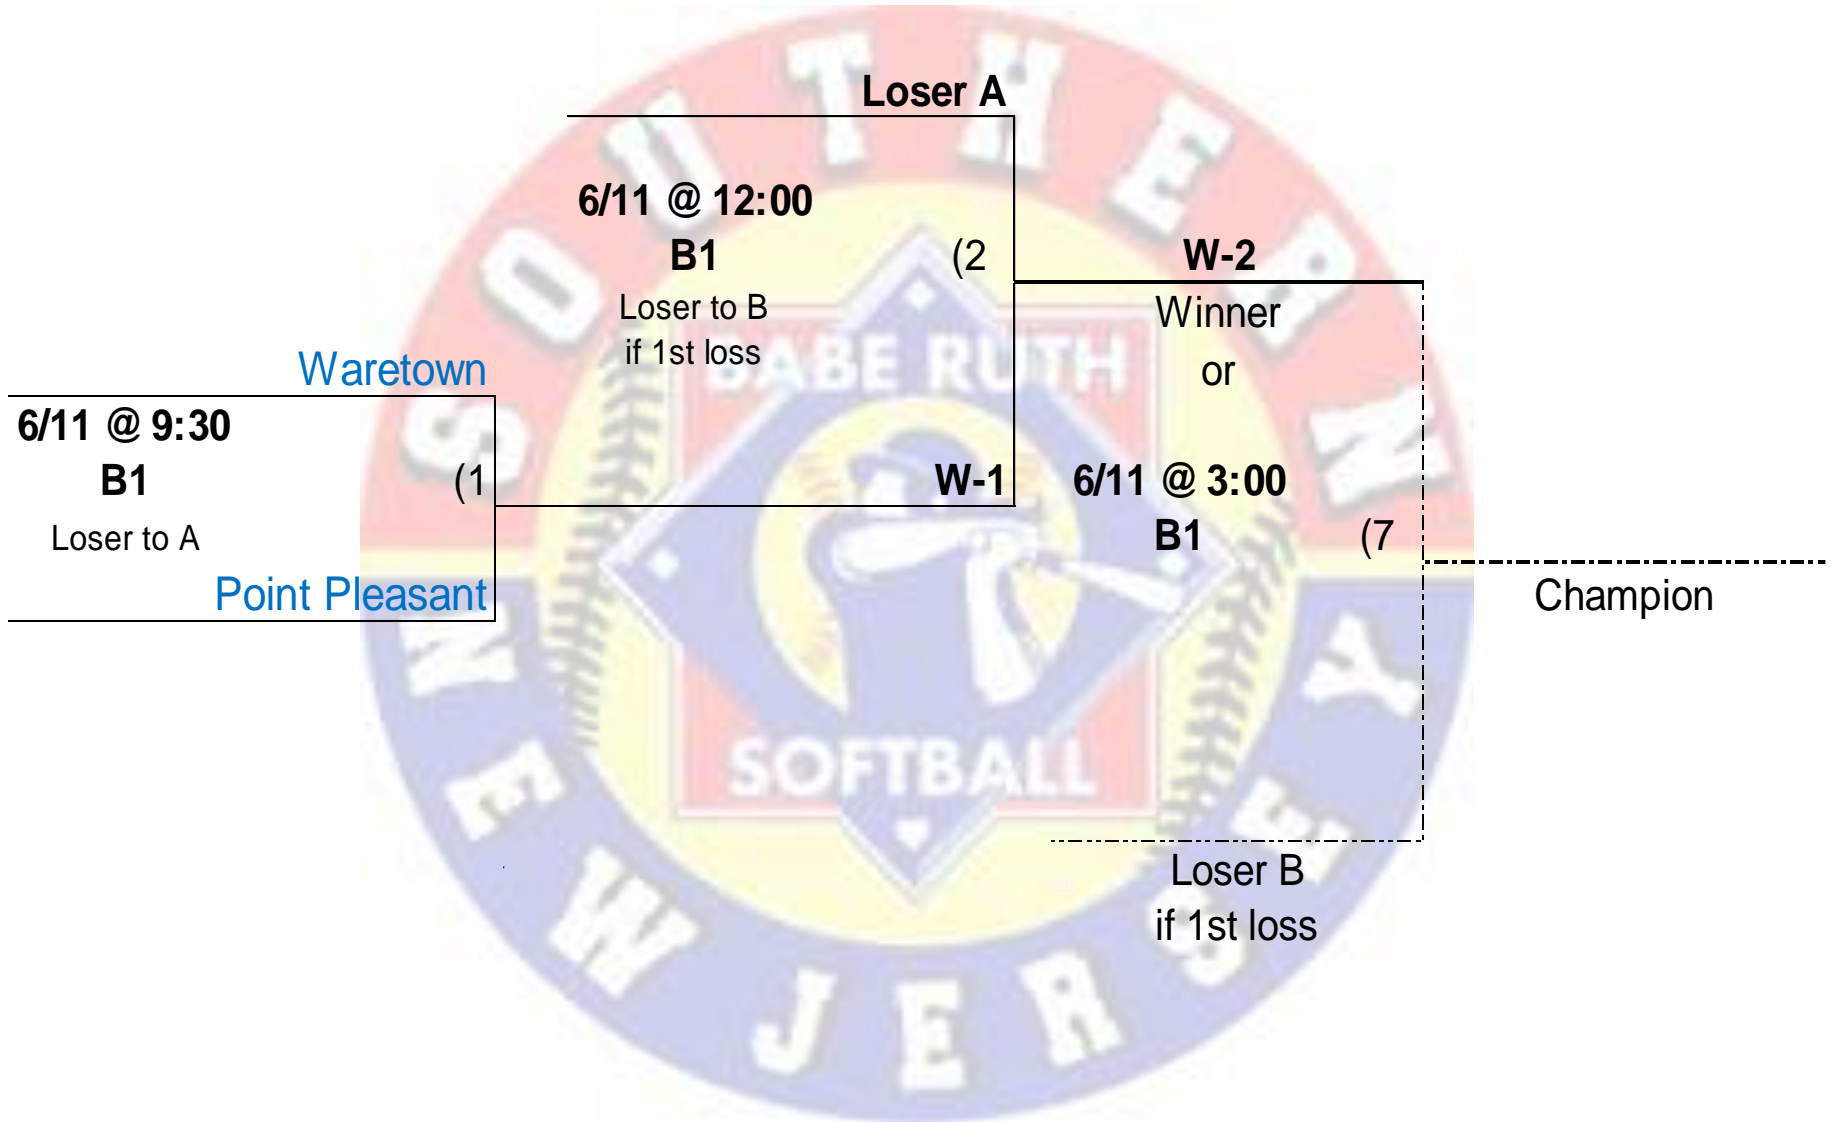 Loser A
6/11 @ 12:00
B1 (2
Loser to B
if 1st loss
Waretown
6/11 @ 9:30
B1 (1
Loser to A
Point Pleasant
W-1
W-2
Winner
or
6/11 @ 3:00
B1 (7
Champion
Loser B
if 1st loss
SOUTHERN
BABE RUTH
SOFTBALL
NEW JERSEY